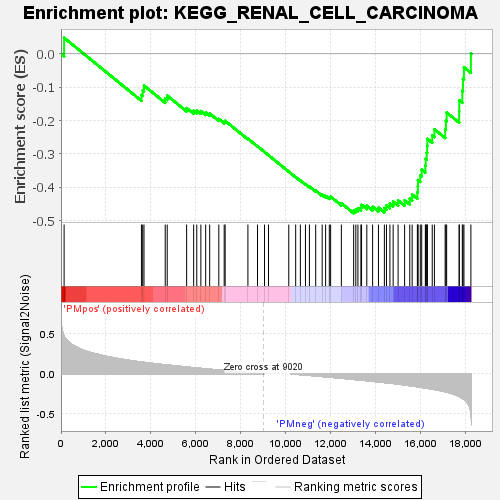 Enrichment plot: KEGG_RENAL_CELL_CARCINOMA
Enrichment score (ES)
0.0
-0.1
-0.2
-0.3
-0.4
-0.5
'PMpos' (positively correlated)
Ranked list metric (Signal2Noise)
0.5
0.0
-0.5
Zero cross at 9020
'PMneg' (negatively correlated)
0 2,000 4,000 6,000 8,000 10,000 12,000 14,000 16,000 18,000
Rank in Ordered Dataset
Enrichment profile Hits Ranking metric scores